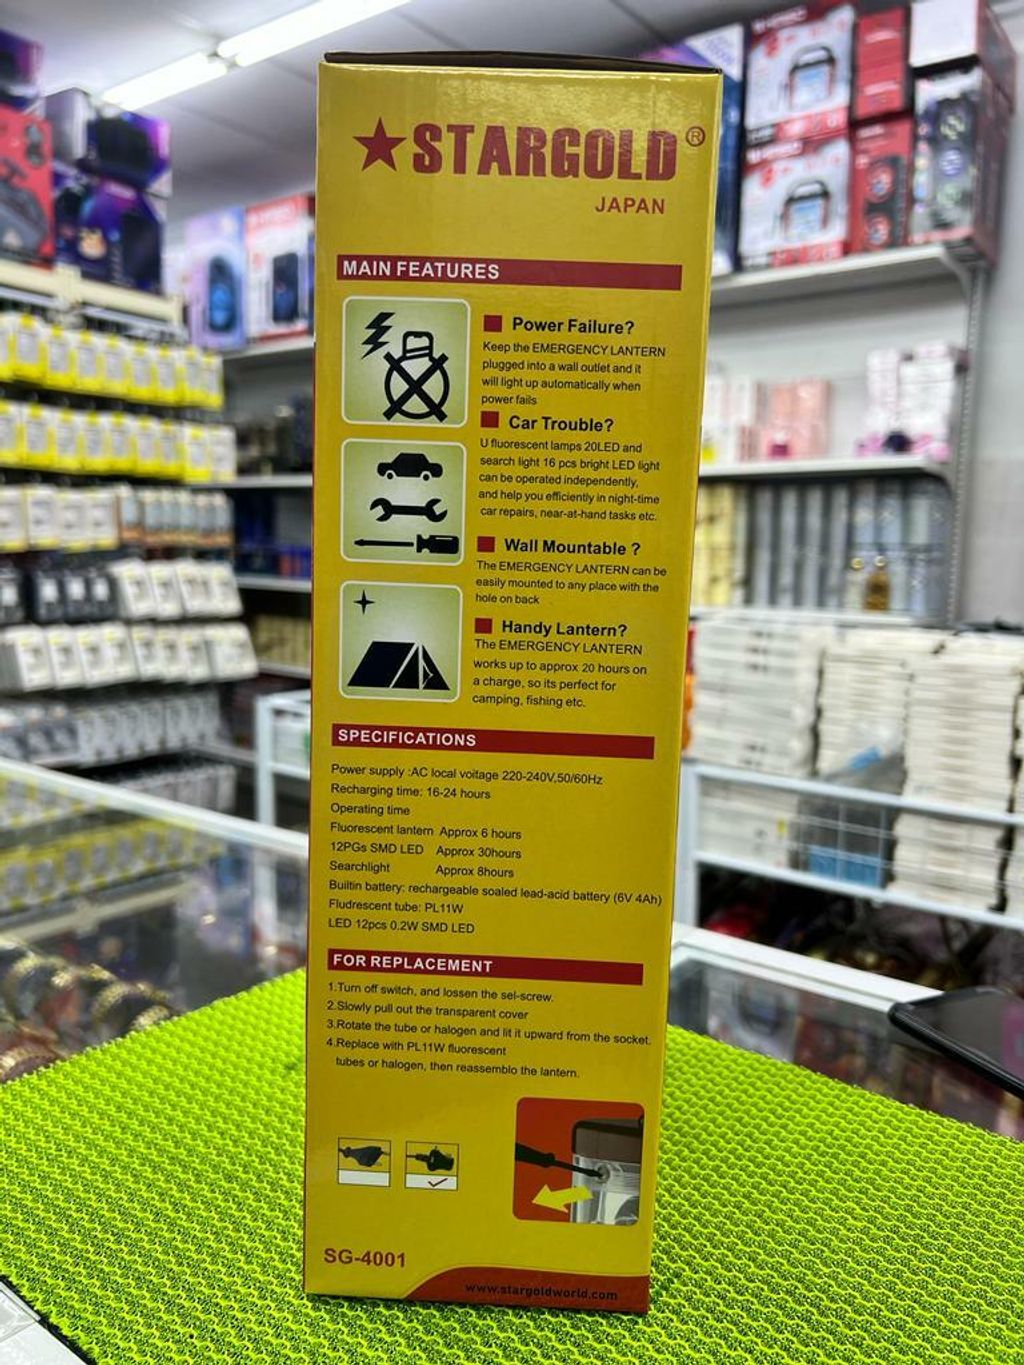 ★STARGOLD®
JAPAN
MAIN FEATURES
Power Failure?
Keep the EMERGENCY LANTERN
plugged into a wall outlet and it
will light up automatically when
power fails
Car Trouble?
U fluorescent lamps 20LED and
search light 16 pcs bright LED light
can be operated independently,
and help you efficiently in night-time
car repairs, near-at-hand tasks etc.
Wall Mountable ?
The EMERGENCY LANTERN can be
easily mounted to any place with the
hole on back
Handy Lantern?
The EMERGENCY LANTERN
works up to approx 20 hours on
a charge, so its perfect for
camping, fishing etc.
SPECIFICATIONS
Power supply :AC local voitage 220-240V,50/60Hz
Recharging time: 16-24 hours
Operating time
Fluorescent lantern Approx 6 hours
12PGs SMD LED Approx 30hours
Searchlight Approx 8hours
Builtin battery: rechargeable soaled lead-acid battery (6V 4Ah)
Fludrescent tube: PL11W
LED 12pcs 0.2W SMD LED
FOR REPLACEMENT
1.Turn off switch, and lossen the sel-screw.
2.Slowly pull out the transparent cover
3.Rotate the tube or halogen and lit it upward from the socket.
4.Replace with PL11W fluorescent
tubes or halogen, then reassemblo the lantern.
SG-4001
www.stargoldworld.com